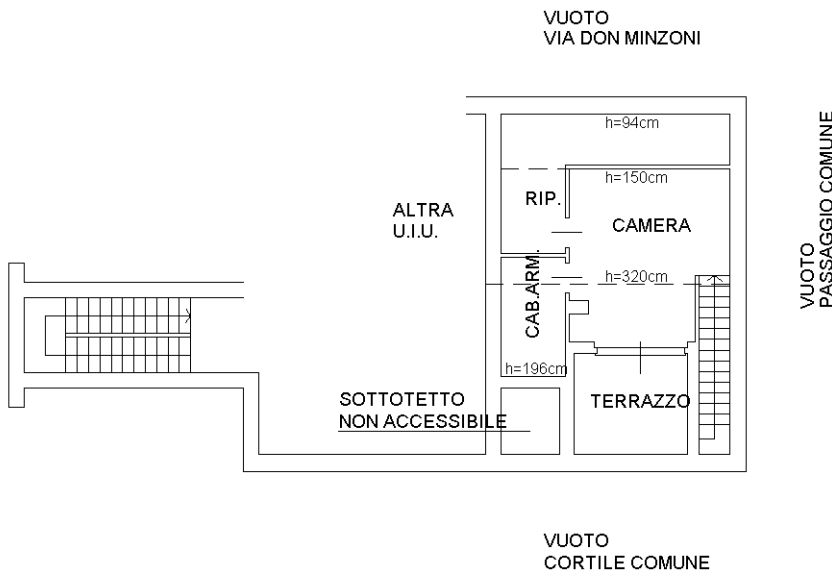 VUOTO
VIA DON MINZONI
h=94cm
h=150cm
RIP.
ALTRA
U.I.U.
CAMERA
PASSAGGIO COMUNE
VUOTO
CAB.ARM.
h=320cm
h=196cm
SOTTOTETTO
NON ACCESSIBILE
TERRAZZO
VUOTO
CORTILE COMUNE